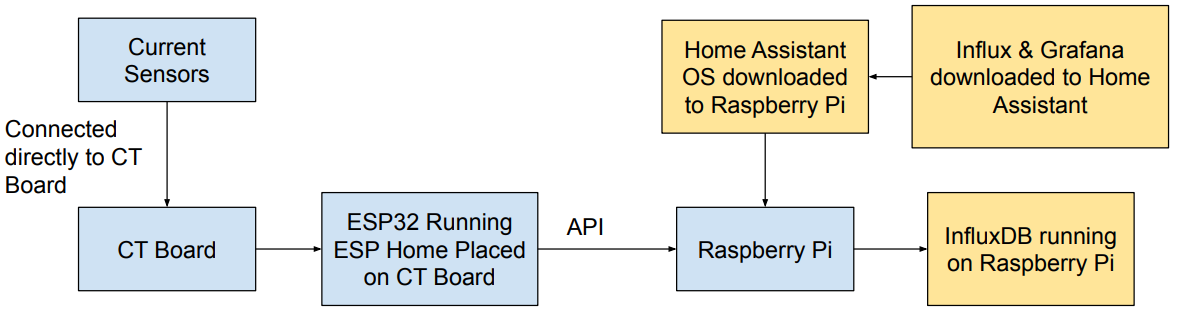 Current
Sensors
Home Assistant
OS downloaded
to Raspberry Pi
Influx & Grafana
downloaded to Home
Assistant
Connected
directly to CT
Board
CT Board
ESP32 Running
ESP Home Placed
on CT Board
API
Raspberry Pi
InfluxDB running
on Raspberry Pi